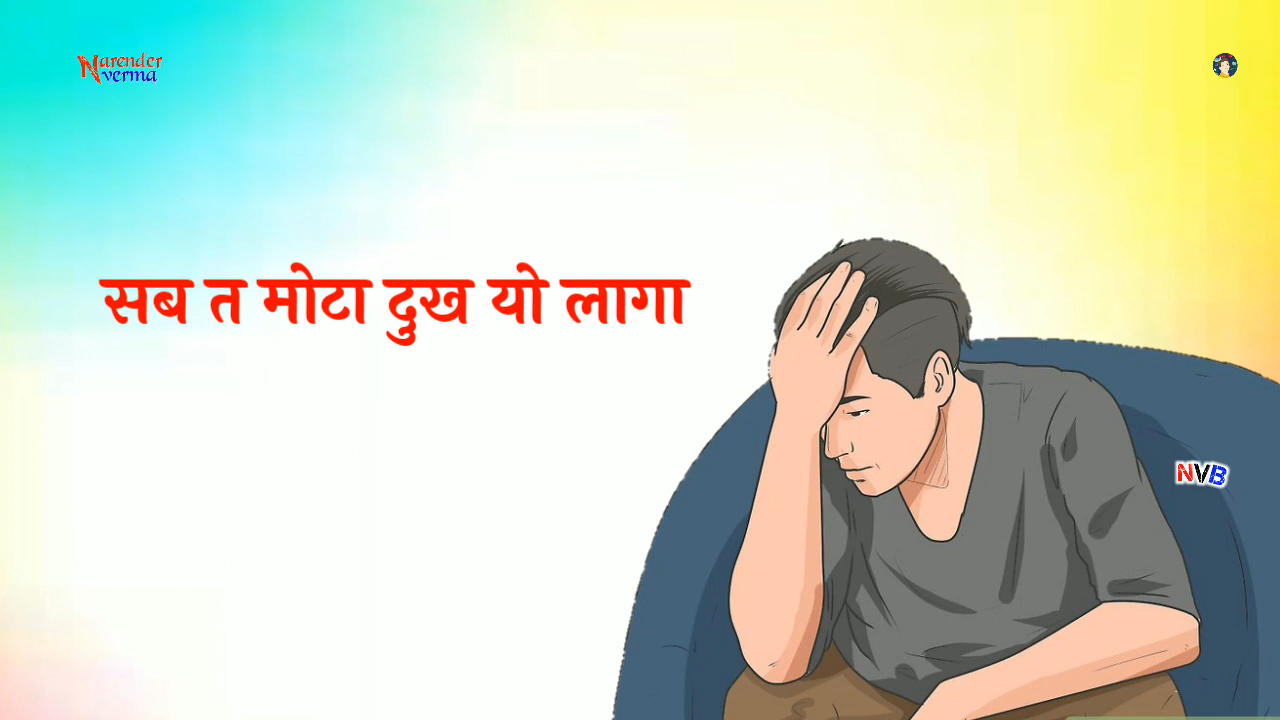 Narender
verma
सब त मोटा दुख यो लागा
NVB